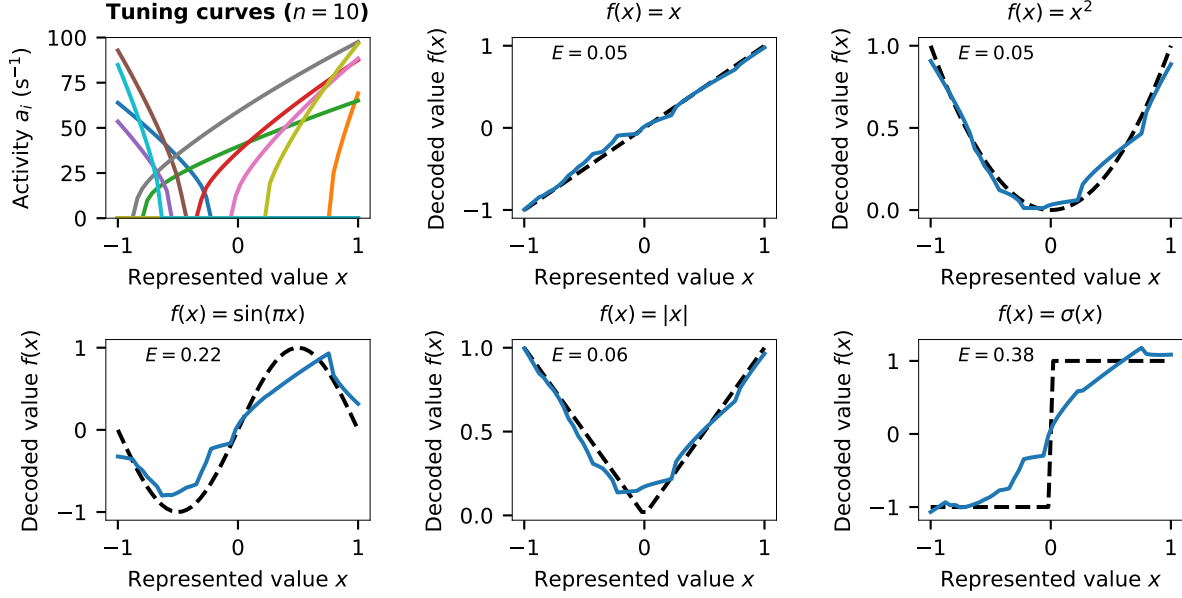 Tuning curves (n = 10)
Activity aᵢ (s⁻¹)
100
75
50
25
0
−1
0
1
Represented value x
f(x) = x
E = 0.05
Decoded value f(x)
1
0
−1
−1
0
1
Represented value x
f(x) = x²
E = 0.05
Decoded value f(x)
1.0
0.5
0.0
−1
0
1
Represented value x
f(x) = sin(πx)
E = 0.22
Decoded value f(x)
1
0
−1
−1
0
1
Represented value x
f(x) = |x|
E = 0.06
Decoded value f(x)
1.0
0.5
0.0
−1
0
1
Represented value x
f(x) = σ(x)
E = 0.38
Decoded value f(x)
1
0
−1
−1
0
1
Represented value x